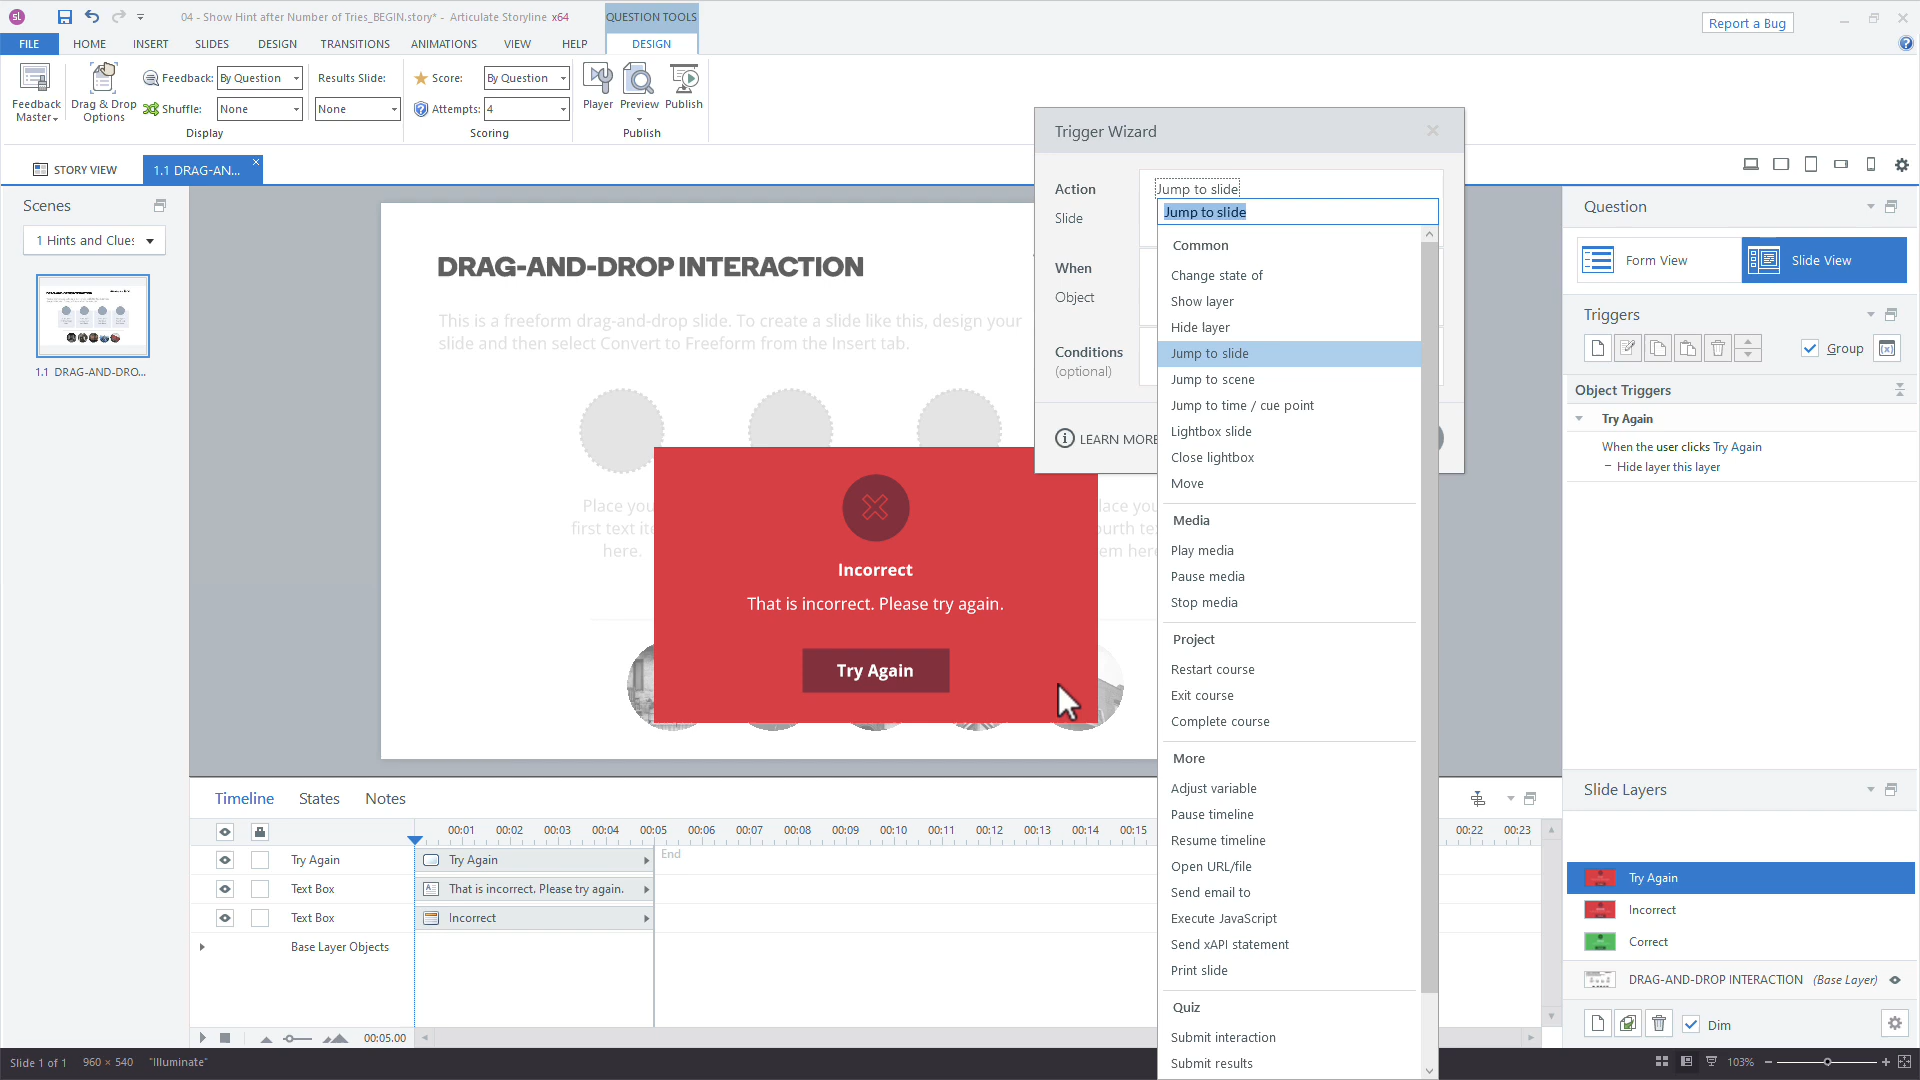 04 - Show Hint after Number of Tries_BEGIN.story* - Articulate Storyline x64
QUESTION TOOLS
Report a Bug
FILE
HOME
INSERT
SLIDES
DESIGN
TRANSITIONS
ANIMATIONS
VIEW
HELP
DESIGN
Feedback Master
Drag & Drop Options
Feedback: By Question
Shuffle: None
Results Slide:
None
Display
Score: By Question
Attempts: 4
Scoring
Player
Preview
Publish
Publish
STORY VIEW
1.1 DRAG-AN...
Scenes
1 Hints and Clues
1.1 DRAG-AND-DRO...
DRAG-AND-DROP INTERACTION
This is a freeform drag-and-drop slide. To create a slide like this, design your
slide and then select Convert to Freeform from the Insert tab.
Place you
first text ite
here.
lace you
ourth tex
em here
Incorrect
That is incorrect. Please try again.
Try Again
Trigger Wizard
Action
Jump to slide
Slide
When
Object
Conditions
(optional)
LEARN MORE
Jump to slide
Common
Change state of
Show layer
Hide layer
Jump to slide
Jump to scene
Jump to time / cue point
Lightbox slide
Close lightbox
Move
Media
Play media
Pause media
Stop media
Project
Restart course
Exit course
Complete course
More
Adjust variable
Pause timeline
Resume timeline
Open URL/file
Send email to
Execute JavaScript
Send xAPI statement
Print slide
Quiz
Submit interaction
Submit results
Question
Form View
Slide View
Triggers
Group
Object Triggers
Try Again
When the user clicks Try Again
– Hide layer this layer
Slide Layers
Try Again
Incorrect
Correct
DRAG-AND-DROP INTERACTION (Base Layer)
Dim
Timeline
States
Notes
00:01 00:02 00:03 00:04 00:05 00:06 00:07 00:08 00:09 00:10 00:11 00:12 00:13 00:14 00:15 00:22 00:23
Try Again
Try Again
End
Text Box
That is incorrect. Please try again.
Text Box
Incorrect
Base Layer Objects
00:05.00
Slide 1 of 1
960 × 540
"Illuminate"
103%